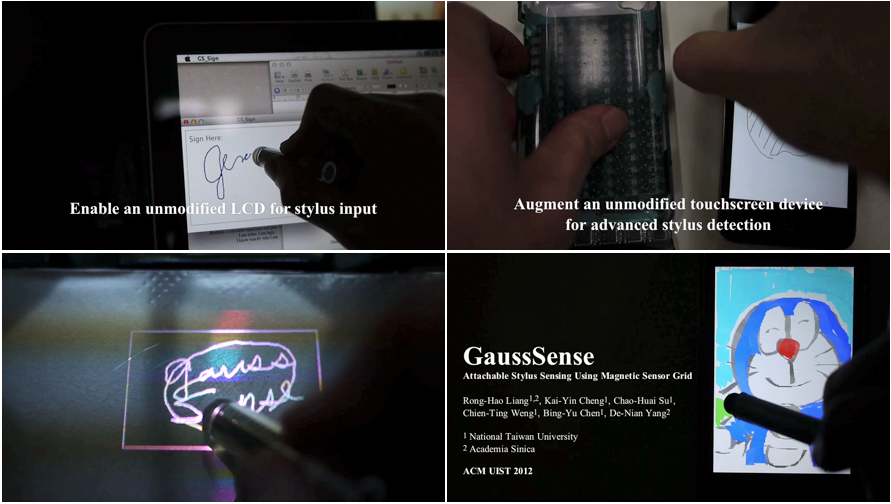 GS_Sign
GS_Sign
Sign Here:
Enable an unmodified LCD for stylus input
Augment an unmodified touchscreen device
for advanced stylus detection
Gauss
Sense
GaussSense
Attachable Stylus Sensing Using Magnetic Sensor Grid
Rong-Hao Liang1,2, Kai-Yin Cheng1, Chao-Huai Su1,
Chien-Ting Weng1, Bing-Yu Chen1, De-Nian Yang2
1 National Taiwan University
2 Academia Sinica
ACM UIST 2012